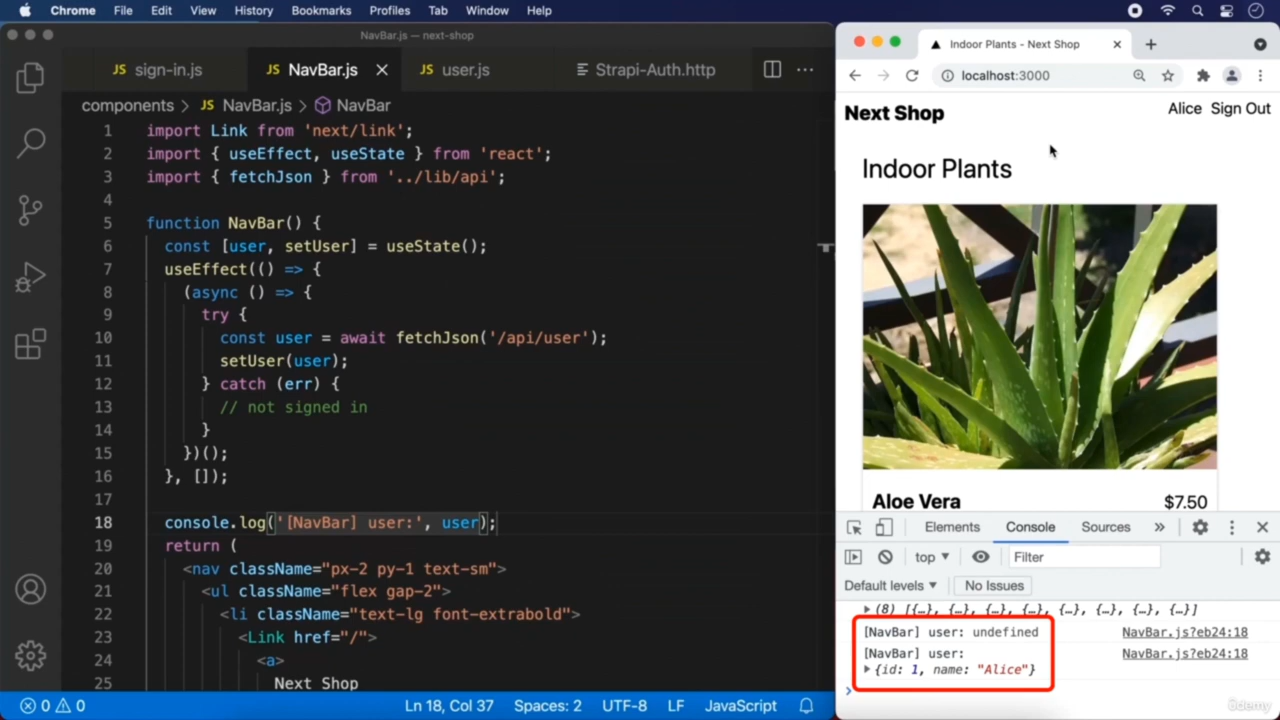 Chrome File Edit View History Bookmarks Profiles Tab Window Help
NavBar.js — next-shop
JS sign-in.js JS NavBar.js JS user.js Strapi-Auth.http
components > JS NavBar.js > NavBar
1 import Link from 'next/link';
2 import { useEffect, useState } from 'react';
3 import { fetchJson } from '../lib/api';
4
5 function NavBar() {
6 const [user, setUser] = useState();
7 useEffect(() => {
8 (async () => {
9 try {
10 const user = await fetchJson('/api/user');
11 setUser(user);
12 } catch (err) {
13 // not signed in
14 }
15 })();
16 }, []);
17
18 console.log('[NavBar] user:', user);
19 return (
20 <nav className="px-2 py-1 text-sm">
21 <ul className="flex gap-2">
22 <li className="text-lg font-extrabold">
23 <Link href="/">
24 <a>
25 Next Shop
0 0 Ln 18, Col 37 Spaces: 2 UTF-8 LF JavaScript
Indoor Plants - Next Shop
localhost:3000
Next Shop Alice Sign Out
Indoor Plants
Aloe Vera $7.50
Elements Console Sources »
top Filter
Default levels No Issues
(8) [{…}, {…}, {…}, {…}, {…}, {…}, {…}, {…}]
[NavBar] user: undefined NavBar.js?eb24:18
[NavBar] user: NavBar.js?eb24:18
{id: 1, name: "Alice"}
ûdemy